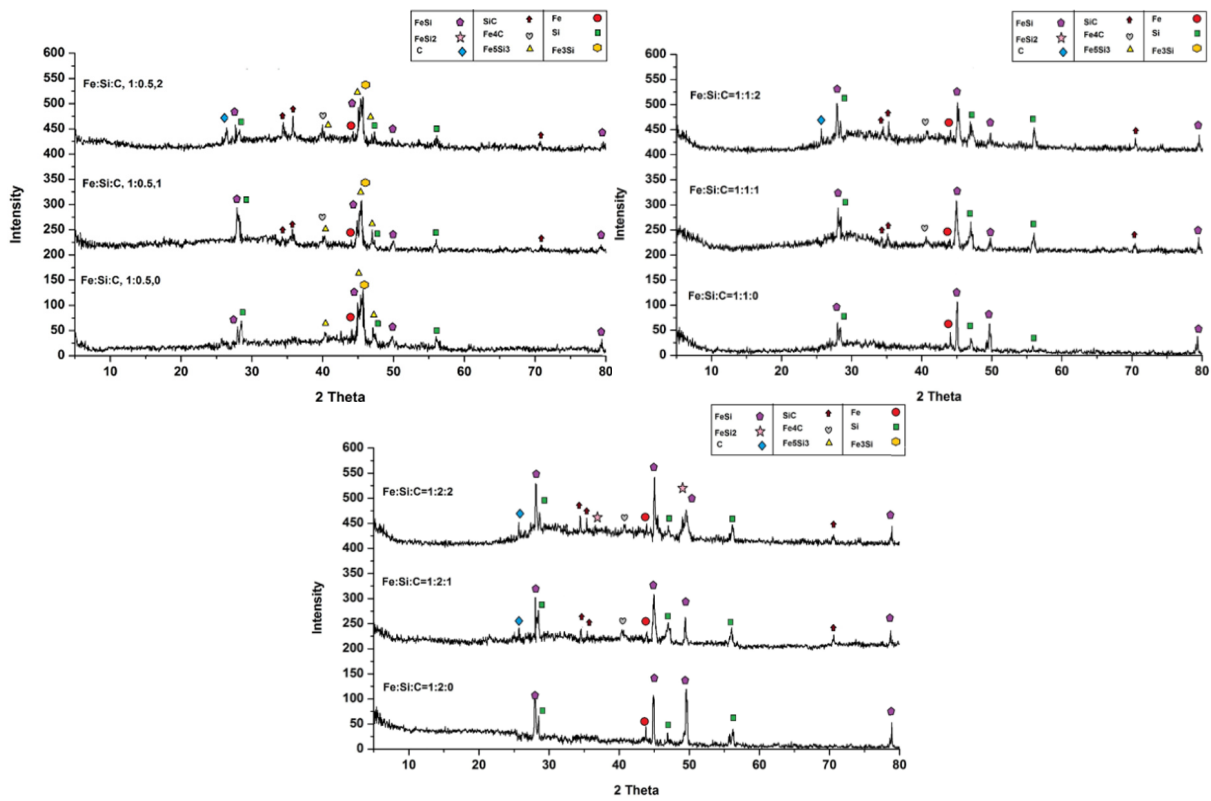 FeSi SiC Fe
FeSi2 Fe4C Si
C Fe5Si3 Fe3Si
600
550
500
450
400
350
300
250
200
150
100
50
0
Intensity
Fe:Si:C, 1:0.5,2
Fe:Si:C, 1:0.5,1
Fe:Si:C, 1:0.5,0
10 20 30 40 50 60 70 80
2 Theta
FeSi SiC Fe
FeSi2 Fe4C Si
C Fe5Si3 Fe3Si
600
550
500
450
400
350
300
250
200
150
100
50
0
Intensity
Fe:Si:C=1:1:2
Fe:Si:C=1:1:1
Fe:Si:C=1:1:0
10 20 30 40 50 60 70 80
2 Theta
FeSi SiC Fe
FeSi2 Fe4C Si
C Fe5Si3 Fe3Si
600
550
500
450
400
350
300
250
200
150
100
50
0
Intensity
Fe:Si:C=1:2:2
Fe:Si:C=1:2:1
Fe:Si:C=1:2:0
10 20 30 40 50 60 70 80
2 Theta